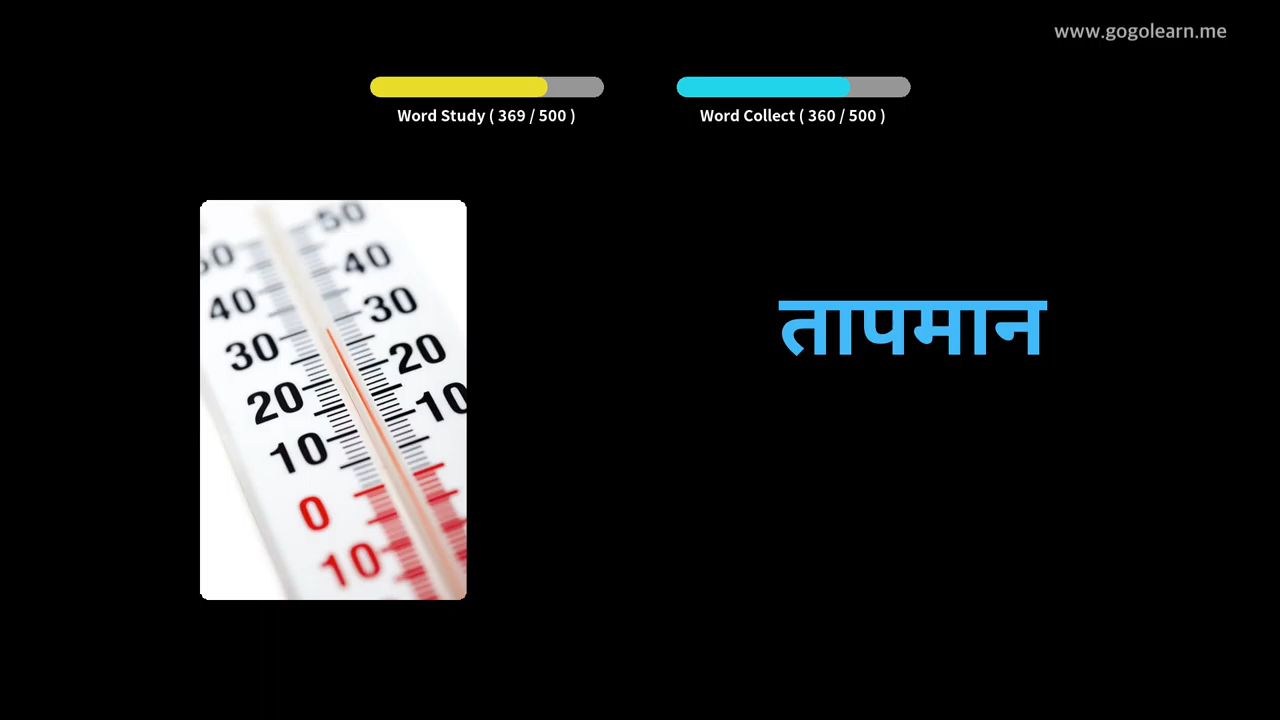 www.gogolearn.me
Word Study ( 369 / 500 )
Word Collect ( 360 / 500 )
50
40
40
30
30
20
20
10
10
0
10
तापमान